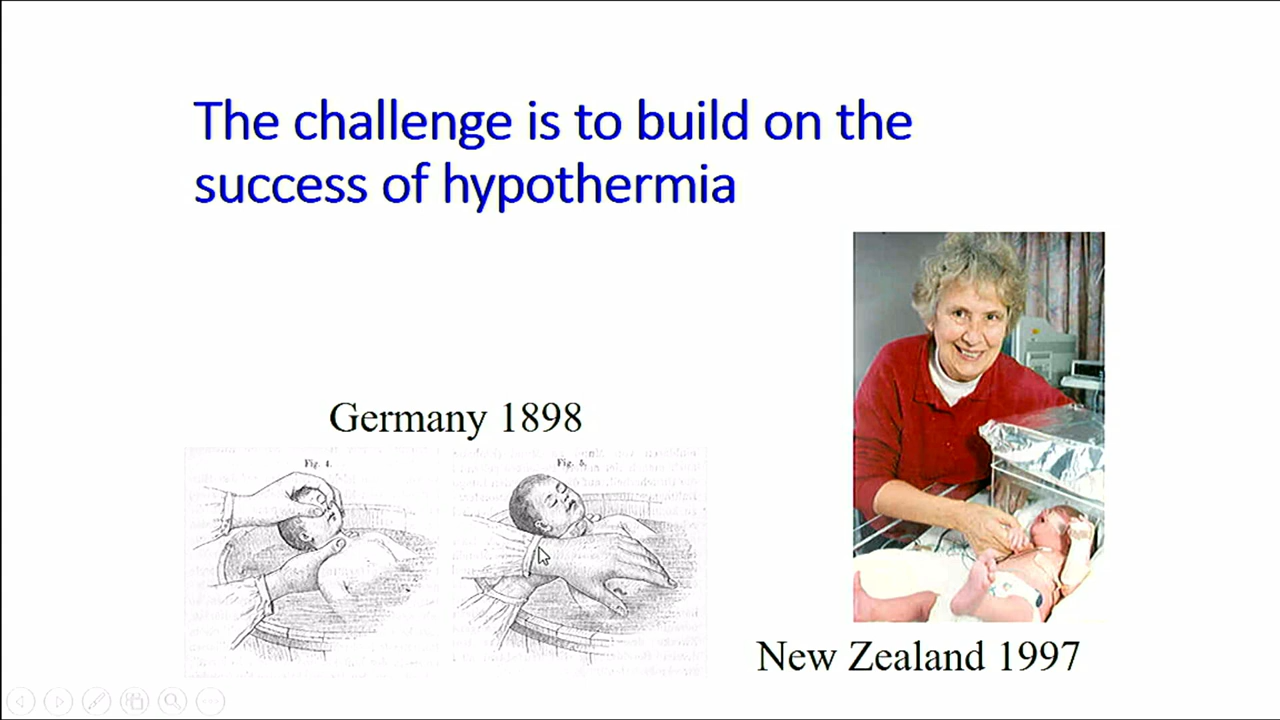 The challenge is to build on the
success of hypothermia
Germany 1898
Fig. 4.
Fig. 5.
New Zealand 1997